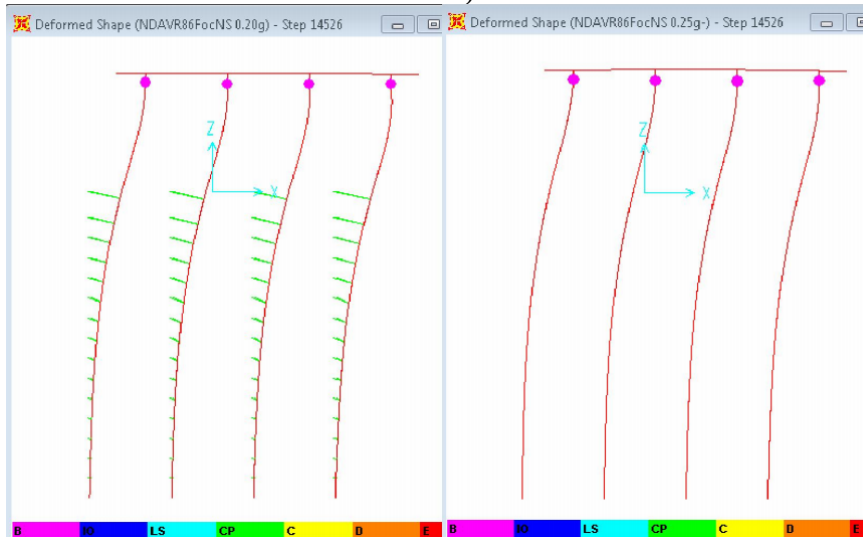 Deformed Shape (NDAVR86FocNS 0.20g) - Step 14526
Z
X
B IO LS CP C D E
Deformed Shape (NDAVR86FocNS 0.25g-) - Step 14526
Z
X
B IO LS CP C D E